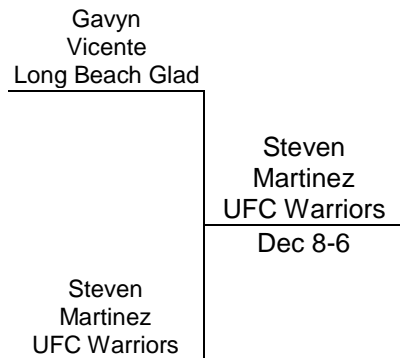 Gavyn
Vicente
Long Beach Glad
Steven
Martinez
UFC Warriors
Dec 8-6
Steven
Martinez
UFC Warriors